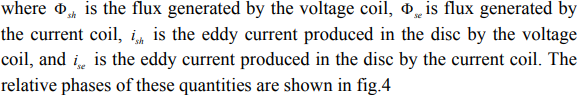 where Φsh is the flux generated by the voltage coil, Φse is flux generated by
the current coil, ish is the eddy current produced in the disc by the voltage
coil, and ise is the eddy current produced in the disc by the current coil. The
relative phases of these quantities are shown in fig.4